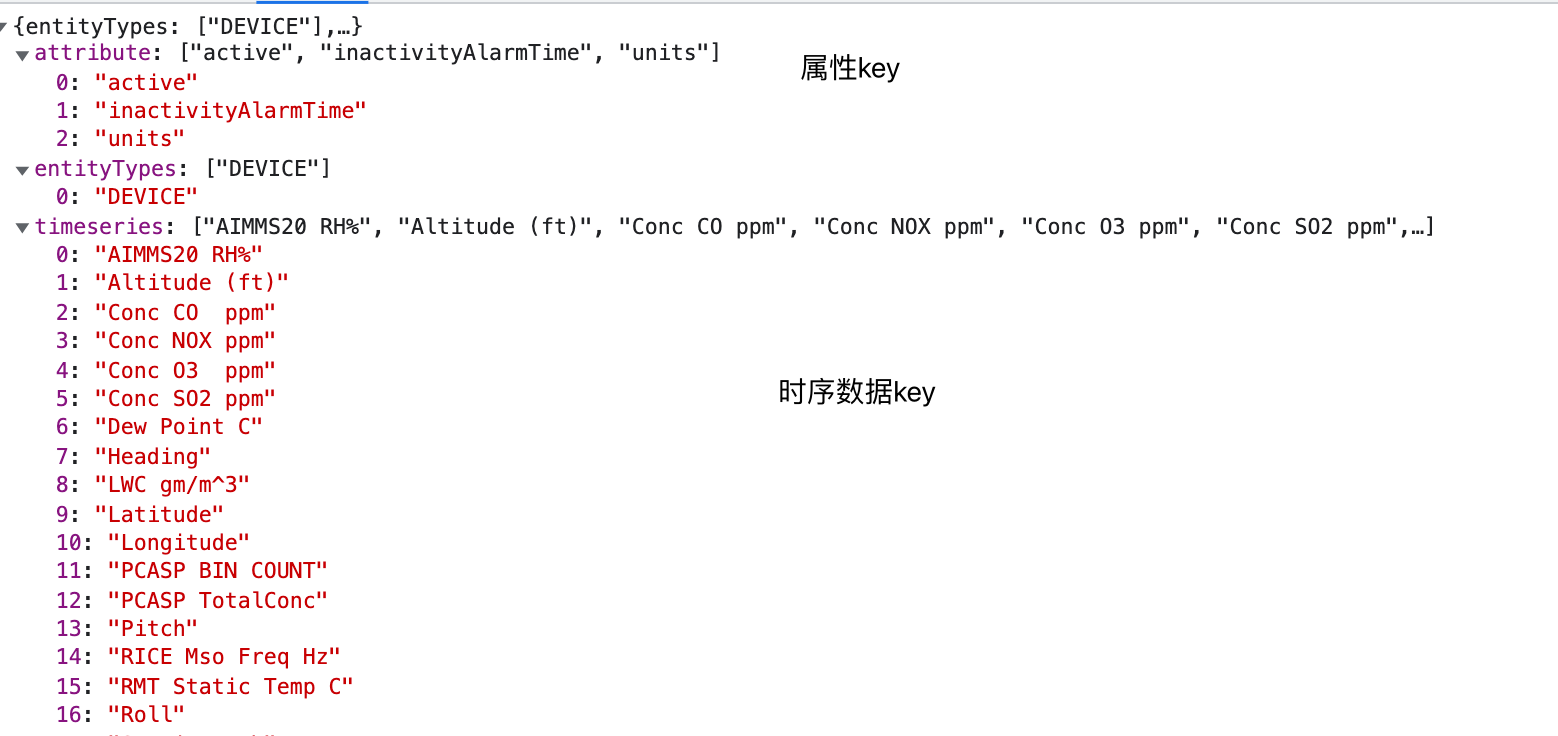 {entityTypes: ["DEVICE"],…}
attribute: ["active", "inactivityAlarmTime", "units"]
属性key
0: "active"
1: "inactivityAlarmTime"
2: "units"
entityTypes: ["DEVICE"]
0: "DEVICE"
timeseries: ["AIMMS20 RH%", "Altitude (ft)", "Conc CO ppm", "Conc NOX ppm", "Conc O3 ppm", "Conc SO2 ppm",…]
0: "AIMMS20 RH%"
1: "Altitude (ft)"
2: "Conc CO  ppm"
3: "Conc NOX ppm"
4: "Conc O3  ppm"
时序数据key
5: "Conc SO2 ppm"
6: "Dew Point C"
7: "Heading"
8: "LWC gm/m^3"
9: "Latitude"
10: "Longitude"
11: "PCASP BIN COUNT"
12: "PCASP TotalConc"
13: "Pitch"
14: "RICE Mso Freq Hz"
15: "RMT Static Temp C"
16: "Roll"